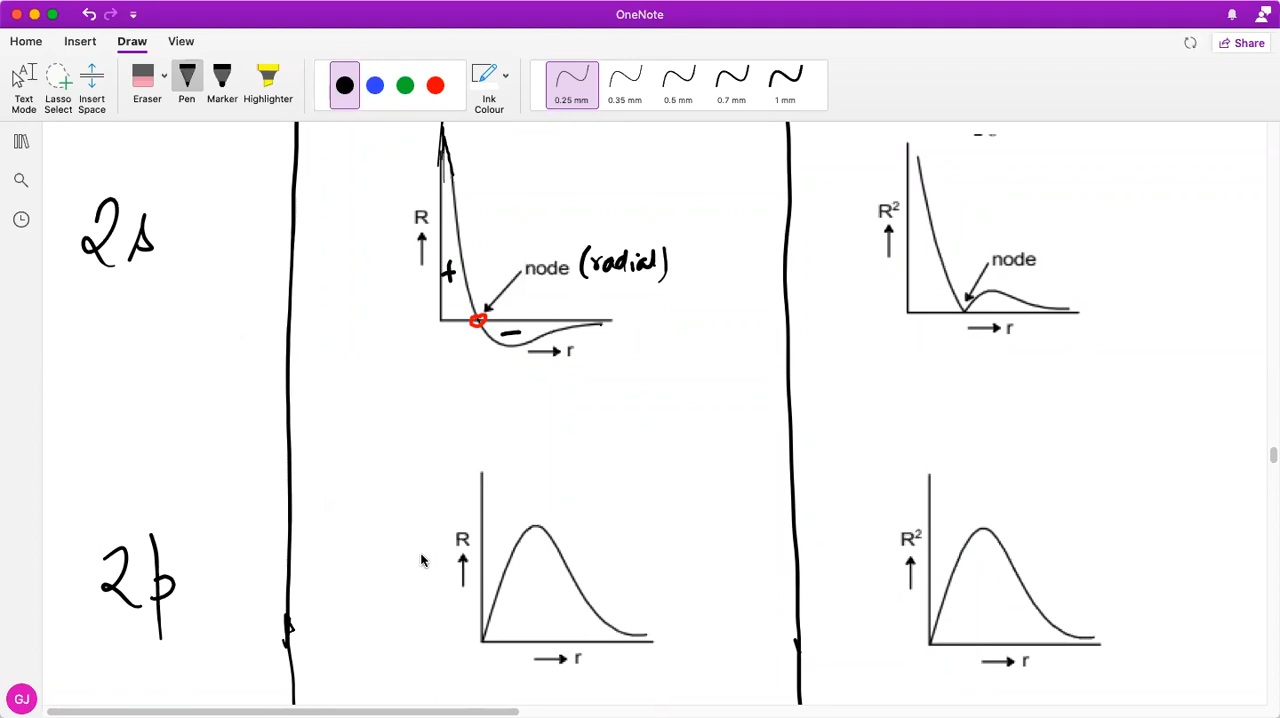 OneNote
Home Insert Draw View
Share
Text Mode
Lasso Select
Insert Space
Eraser
Pen
Marker
Highlighter
Ink Colour
0.25 mm
0.35 mm
0.5 mm
0.7 mm
1 mm
2s
R
+
node (radial)
−
r
R²
node
r
2p
R
r
R²
r
GJ